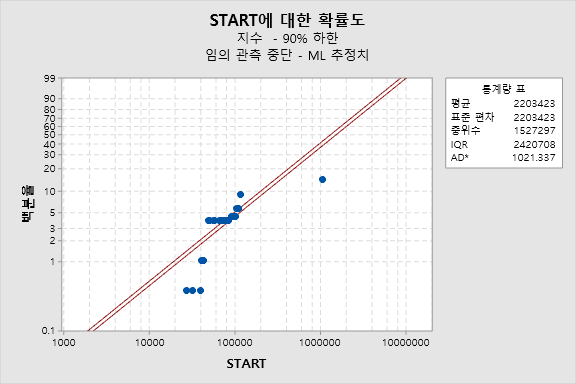 START에 대한 확률도
지수 - 90% 하한
임의 관측 중단 - ML 추정치
통계량 표
평균 2203423
표준 편차 2203423
중위수 1527297
IQR 2420708
AD* 1021.337
백분율
99
90
80
70
60
50
40
30
20
10
5
3
2
1
0.1
1000 10000 100000 1000000 10000000
START